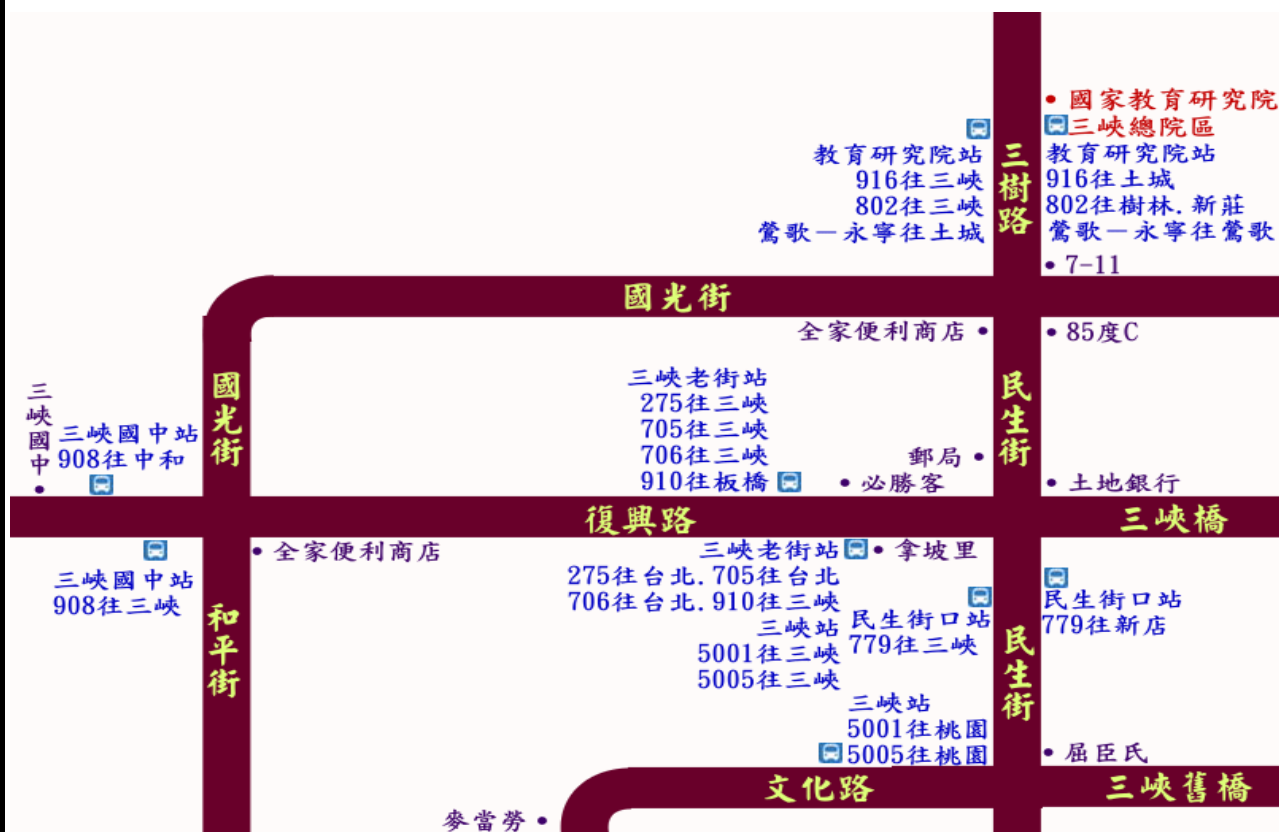 • 國家教育研究院
三峽總院區
教育研究院站
916往三峽
802往三峽
鶯歌－永寧往土城
三樹路
教育研究院站
916往土城
802往樹林.新莊
鶯歌－永寧往鶯歌
• 7-11
國光街
全家便利商店 •
• 85度C
三峽國中 •
三峽國中站
908往中和
國光街
三峽老街站
275往三峽
705往三峽
706往三峽
910往板橋
郵局 •
• 必勝客
民生街
• 土地銀行
復興路
三峽橋
三峽國中站
908往三峽
• 全家便利商店
和平街
三峽老街站
275往台北.705往台北
706往台北.910往三峽
三峽站
5001往三峽
5005往三峽
• 拿坡里
民生街口站
779往三峽
三峽站
5001往桃園
5005往桃園
民生街
民生街口站
779往新店
• 屈臣氏
文化路
三峽舊橋
麥當勞 •